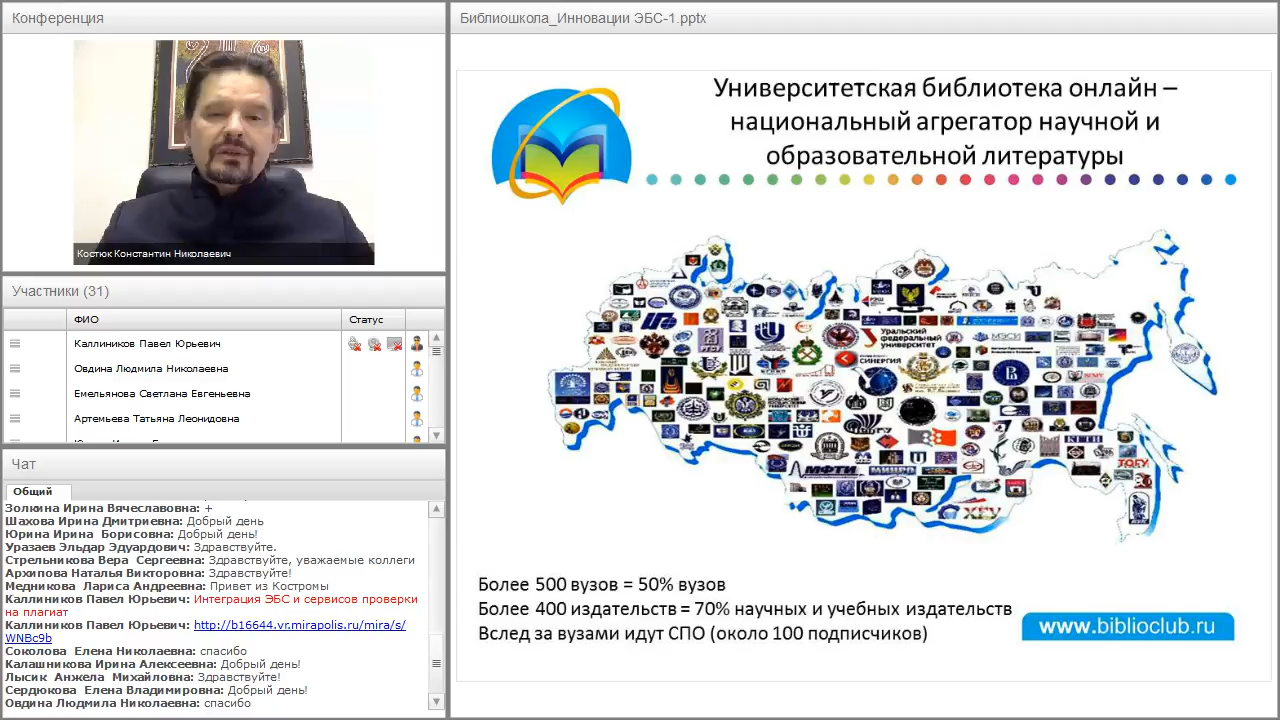 Конференция
Костюк Константин Николаевич
Участники (31)
ФИО
Статус
Каллиников Павел Юрьевич
Овдина Людмила Николаевна
Емельянова Светлана Евгеньевна
Арсамьева Татьяна Леонидовна
Чат
Общий
Золкина Ирина Вячеславовна: +
Шахова Ирина Дмитриевна: Добрый день
Юрина Ирина Борисовна: Добрый день!
Уразаев Эльдар Эдуардович: Здравствуйте.
Стрельникова Вера Сергеевна: Здравствуйте, уважаемые коллеги
Архипова Наталья Викторовна: Здравствуйте!
Медникова Лариса Андреевна: Привет из Костромы
Каллиников Павел Юрьевич: Интеграция ЭБС и сервисов проверки
на плагиат
Каллиников Павел Юрьевич: http://b16644.vr.mirapolis.ru/mira/s/
WNBc9b
Соколова Елена Николаевна: спасибо
Калашникова Ирина Алексеевна: Добрый день!
Лысик Анжела Михайловна: Здравствуйте!
Сердюкова Елена Владимировна: Добрый день!
Овдина Людмила Николаевна: спасибо
Библиошкола_Инновации ЭБС-1.pptx
Университетская библиотека онлайн –
национальный агрегатор научной и
образовательной литературы
Уральский
федеральный
университет
СИНЕРГИЯ
МЭСИ
МФТИ
КГТИ
ТОГУ
ХГУ
Более 500 вузов = 50% вузов
Более 400 издательств = 70% научных и учебных издательств
Вслед за вузами идут СПО (около 100 подписчиков)
www.biblioclub.ru